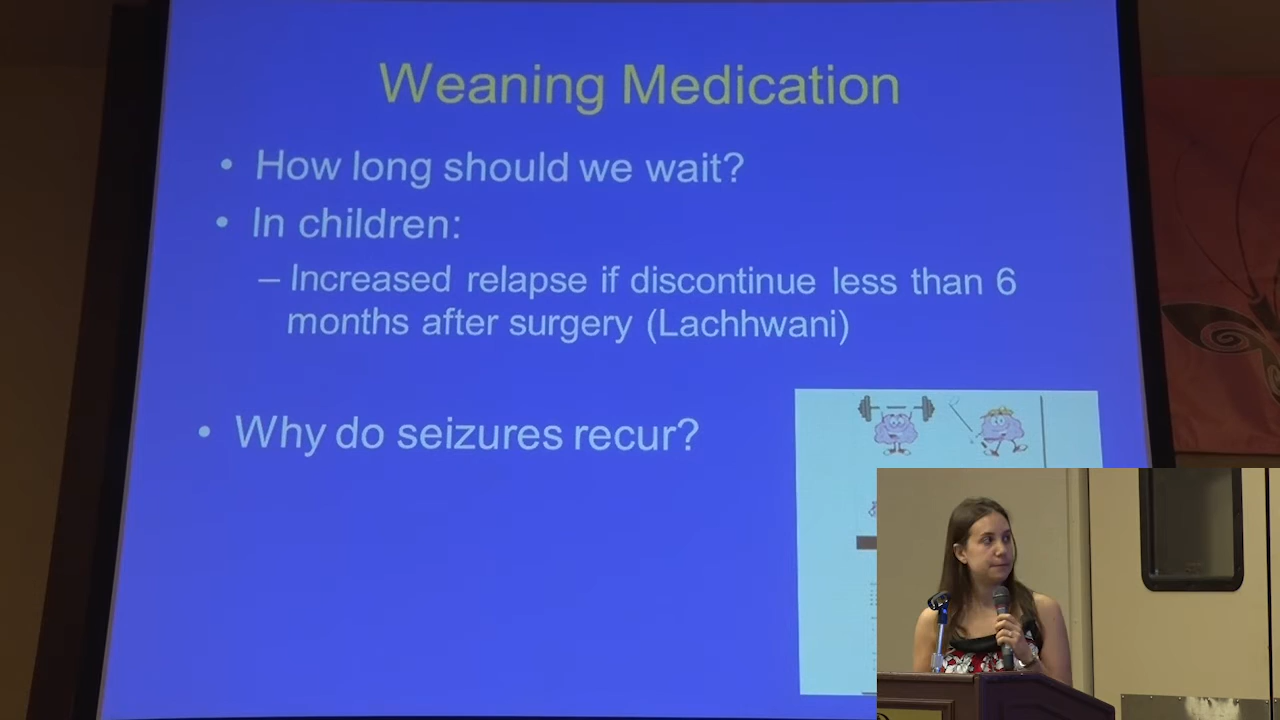 Weaning Medication
• How long should we wait?
• In children:
– Increased relapse if discontinue less than 6
months after surgery (Lachhwani)
• Why do seizures recur?